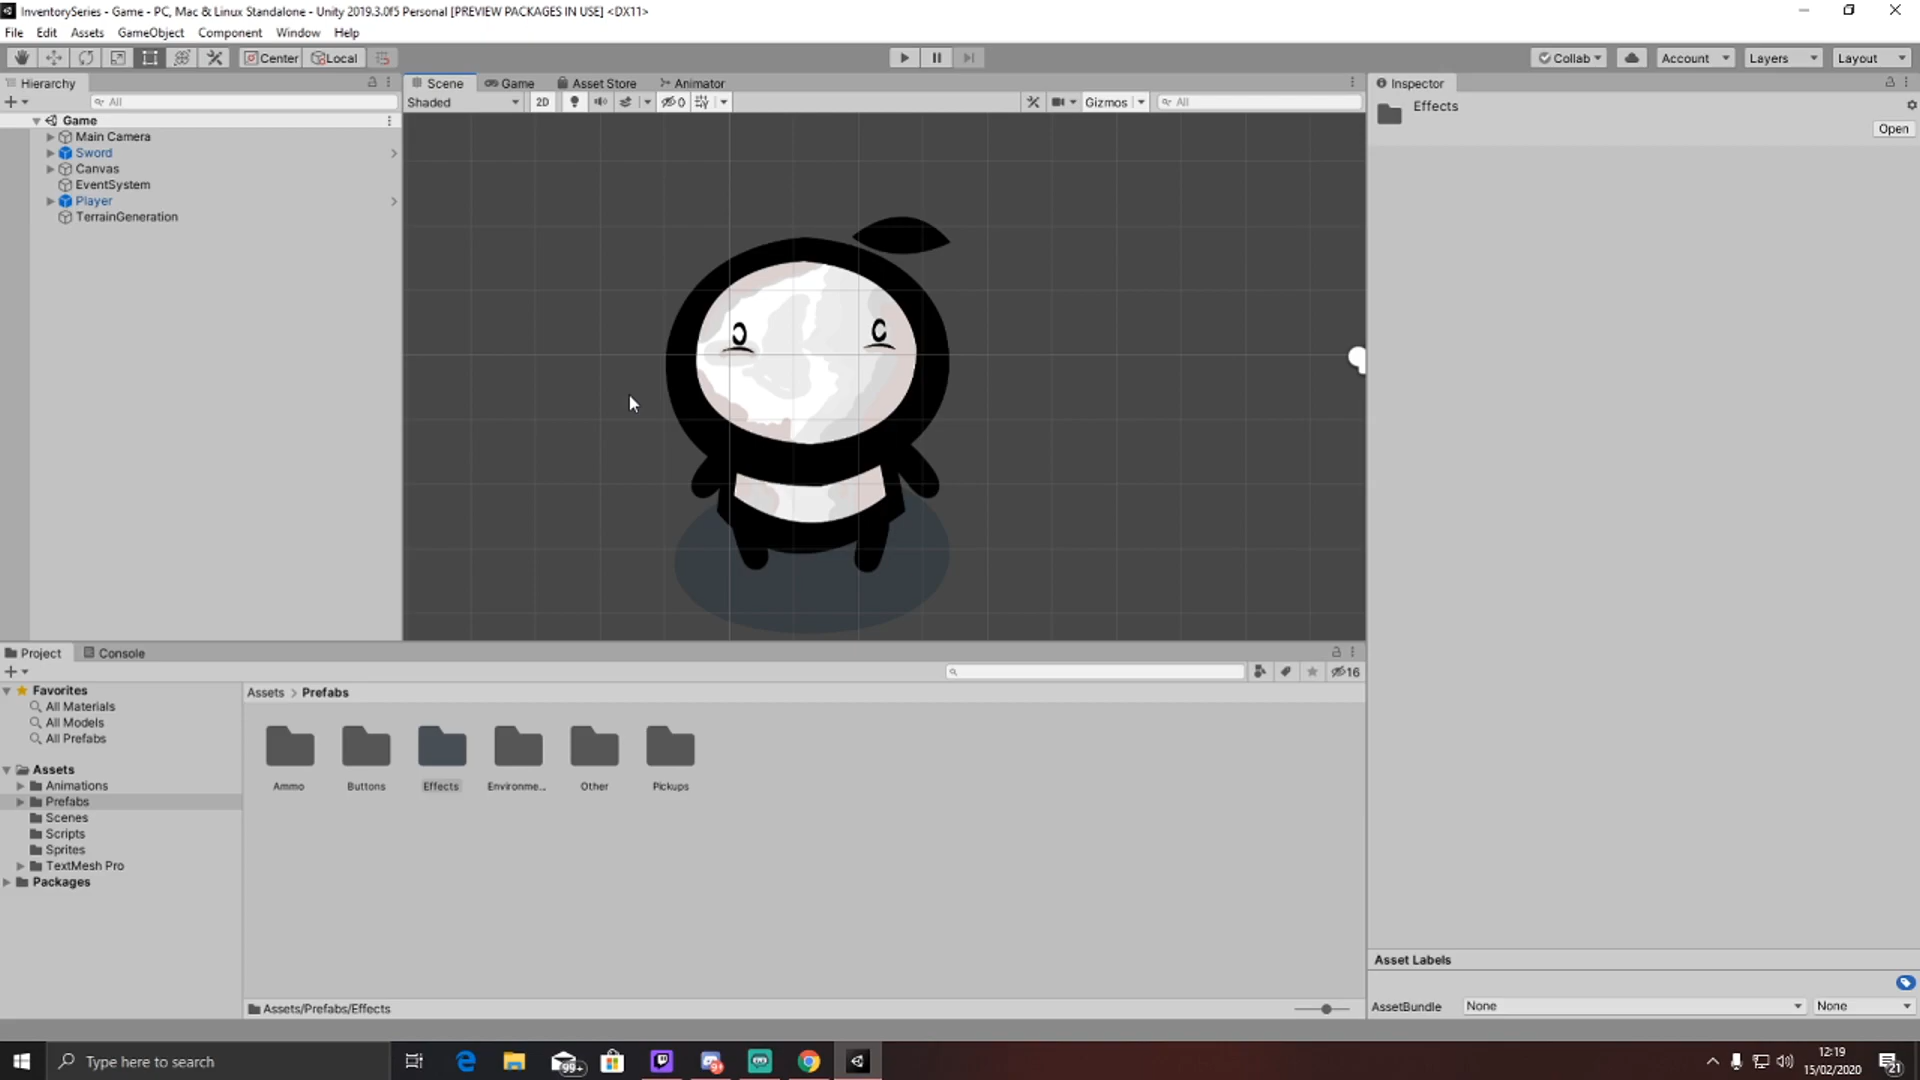 InventorySeries - Game - PC, Mac & Linux Standalone - Unity 2019.3.0f5 Personal [PREVIEW PACKAGES IN USE] <DX11>
File Edit Assets GameObject Component Window Help
Center Local Collab Account Layers Layout
Hierarchy Scene Game Asset Store Animator Inspector
All Shaded 2D 0 Gizmos All
Effects
Open
Game
Main Camera
Sword
Canvas
EventSystem
Player
TerrainGeneration
Project Console
16
Favorites
All Materials
All Models
All Prefabs
Assets
Animations
Prefabs
Scenes
Scripts
Sprites
TextMesh Pro
Packages
Assets > Prefabs
Ammo Buttons Effects Environme... Other Pickups
Assets/Prefabs/Effects
Asset Labels
AssetBundle None None
Type here to search
99+
9+
12:19
15/02/2020
21